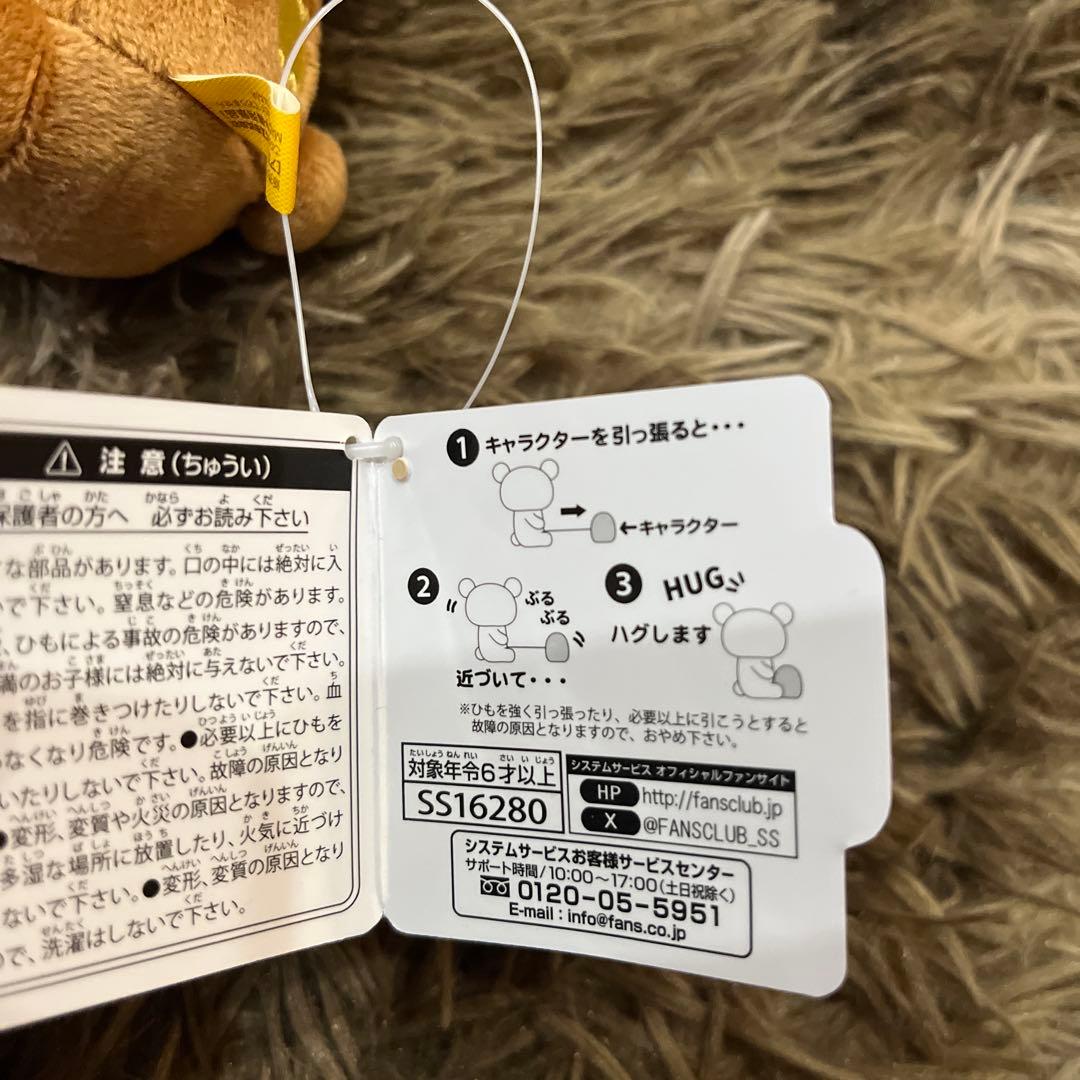 注意(ちゅうい)
保護者の方へ 必ずお読み下さい
な部品があります。口の中には絶対に入
で下さい。窒息などの危険があります。
、ひもによる事故の危険がありますので、
満のお子様には絶対に与えないで下さい。
を指に巻きつけたりしないで下さい。血
なくなり危険です。●必要以上にひもを
いたりしないで下さい。故障の原因となり
●変形、変質や火災の原因となりますので、
多湿な場所に放置したり、火気に近づけ
ないで下さい。●変形、変質の原因となり
ので、洗濯はしないで下さい。
1 キャラクターを引っ張ると・・・
←キャラクター
2
ぶる
ぶる
近づいて・・・
3 HUG
ハグします
※ひもを強く引っ張ったり、必要以上に引こうとすると
故障の原因となりますので、おやめ下さい。
対象年令6才以上
SS16280
システムサービス オフィシャルファンサイト
HP http://fansclub.jp
X @FANSCLUB_SS
システムサービスお客様サービスセンター
サポート時間/10:00〜17:00(土日祝除く)
0120-05-5951
E-mail:info@fans.co.jp